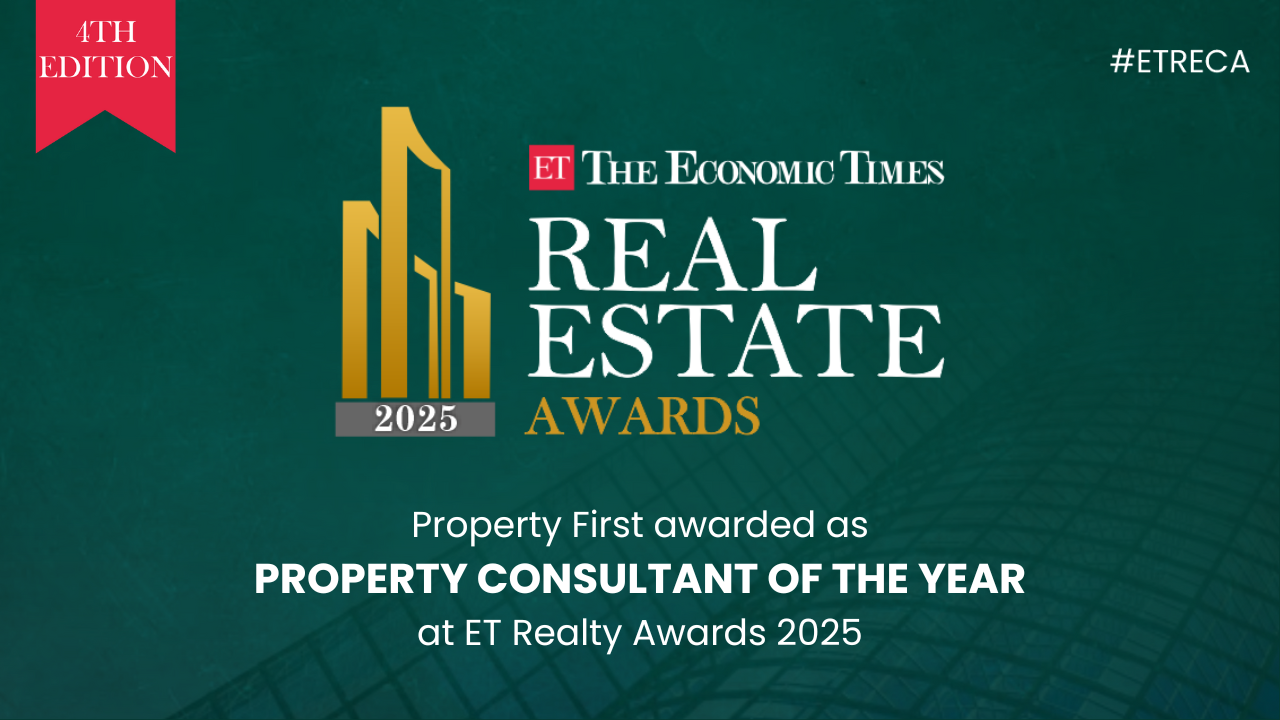 4TH
EDITION
#ETRECA
ET THE ECONOMIC TIMES
REAL
ESTATE
AWARDS
2025
Property First awarded as
PROPERTY CONSULTANT OF THE YEAR
at ET Realty Awards 2025